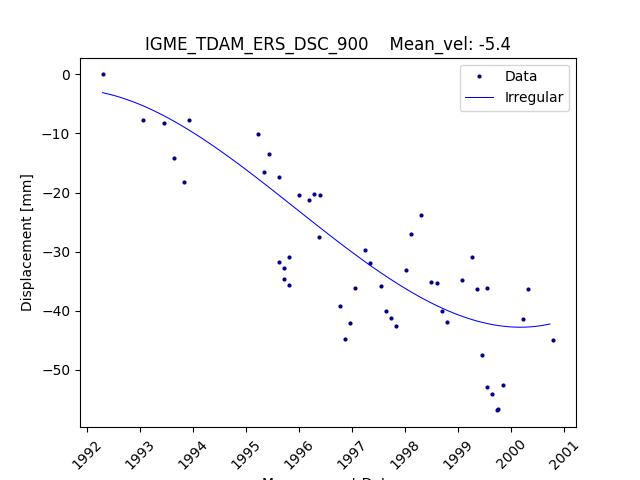 IGME_TDAM_ERS_DSC_900    Mean_vel: -5.4
Data
Irregular
Displacement [mm]
0
−10
−20
−30
−40
−50
1992 1993 1994 1995 1996 1997 1998 1999 2000 2001